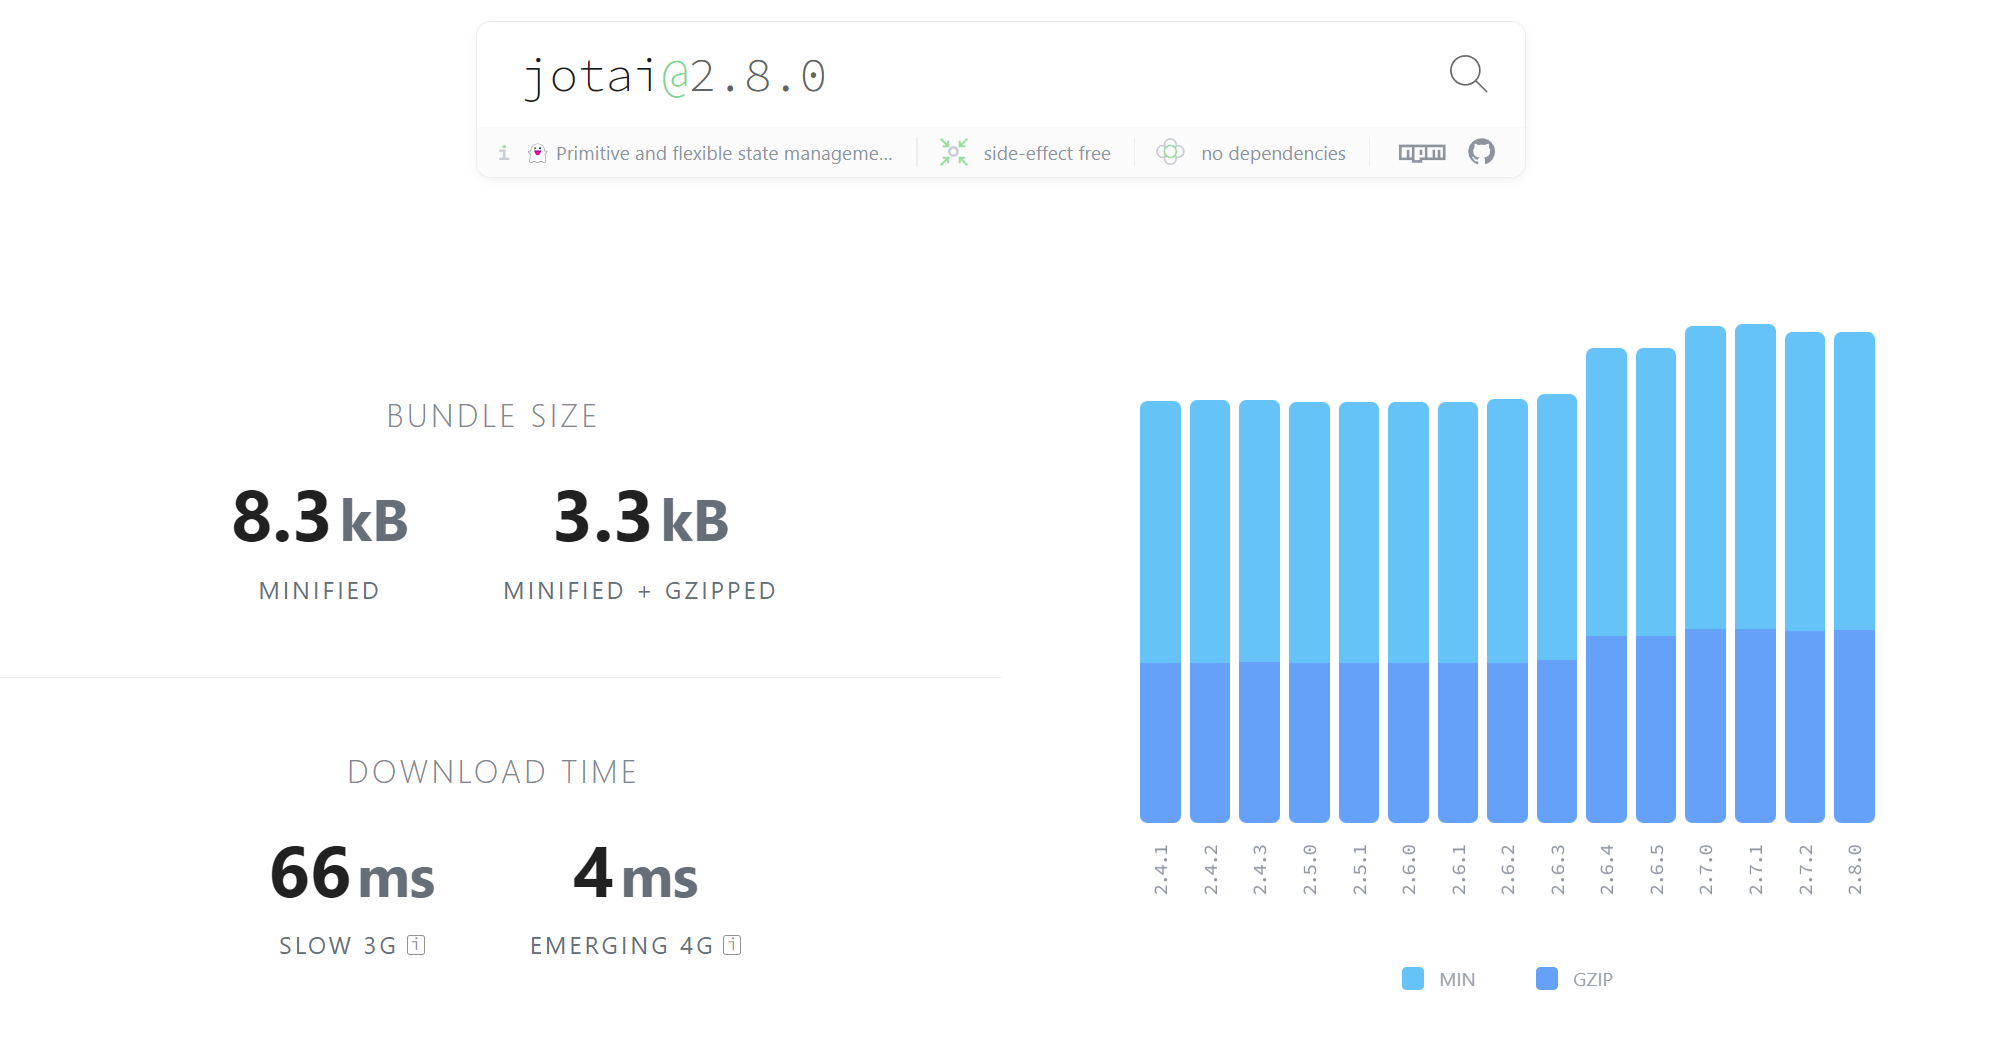 jotai@2.8.0
i Primitive and flexible state manageme...
side-effect free
no dependencies
npm
BUNDLE SIZE
8.3 kB
MINIFIED
3.3 kB
MINIFIED + GZIPPED
DOWNLOAD TIME
66 ms
SLOW 3G i
4 ms
EMERGING 4G i
2.4.1
2.4.2
2.4.3
2.5.0
2.5.1
2.6.0
2.6.1
2.6.2
2.6.3
2.6.4
2.6.5
2.7.0
2.7.1
2.7.2
2.8.0
MIN
GZIP